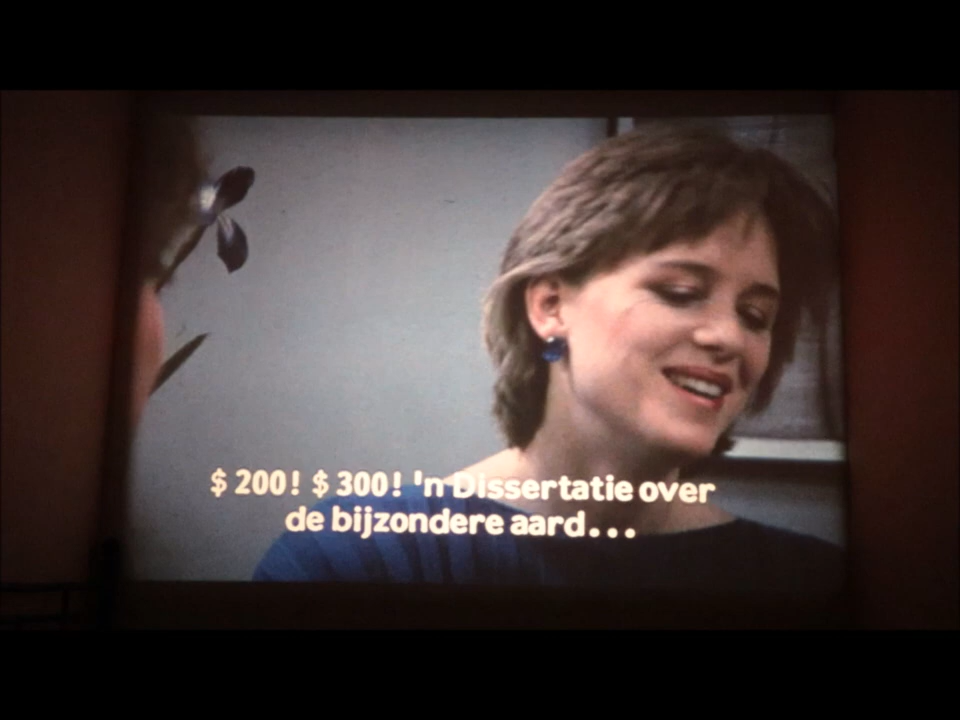 $ 200! $ 300! 'n Dissertatie over
de bijzondere aard...